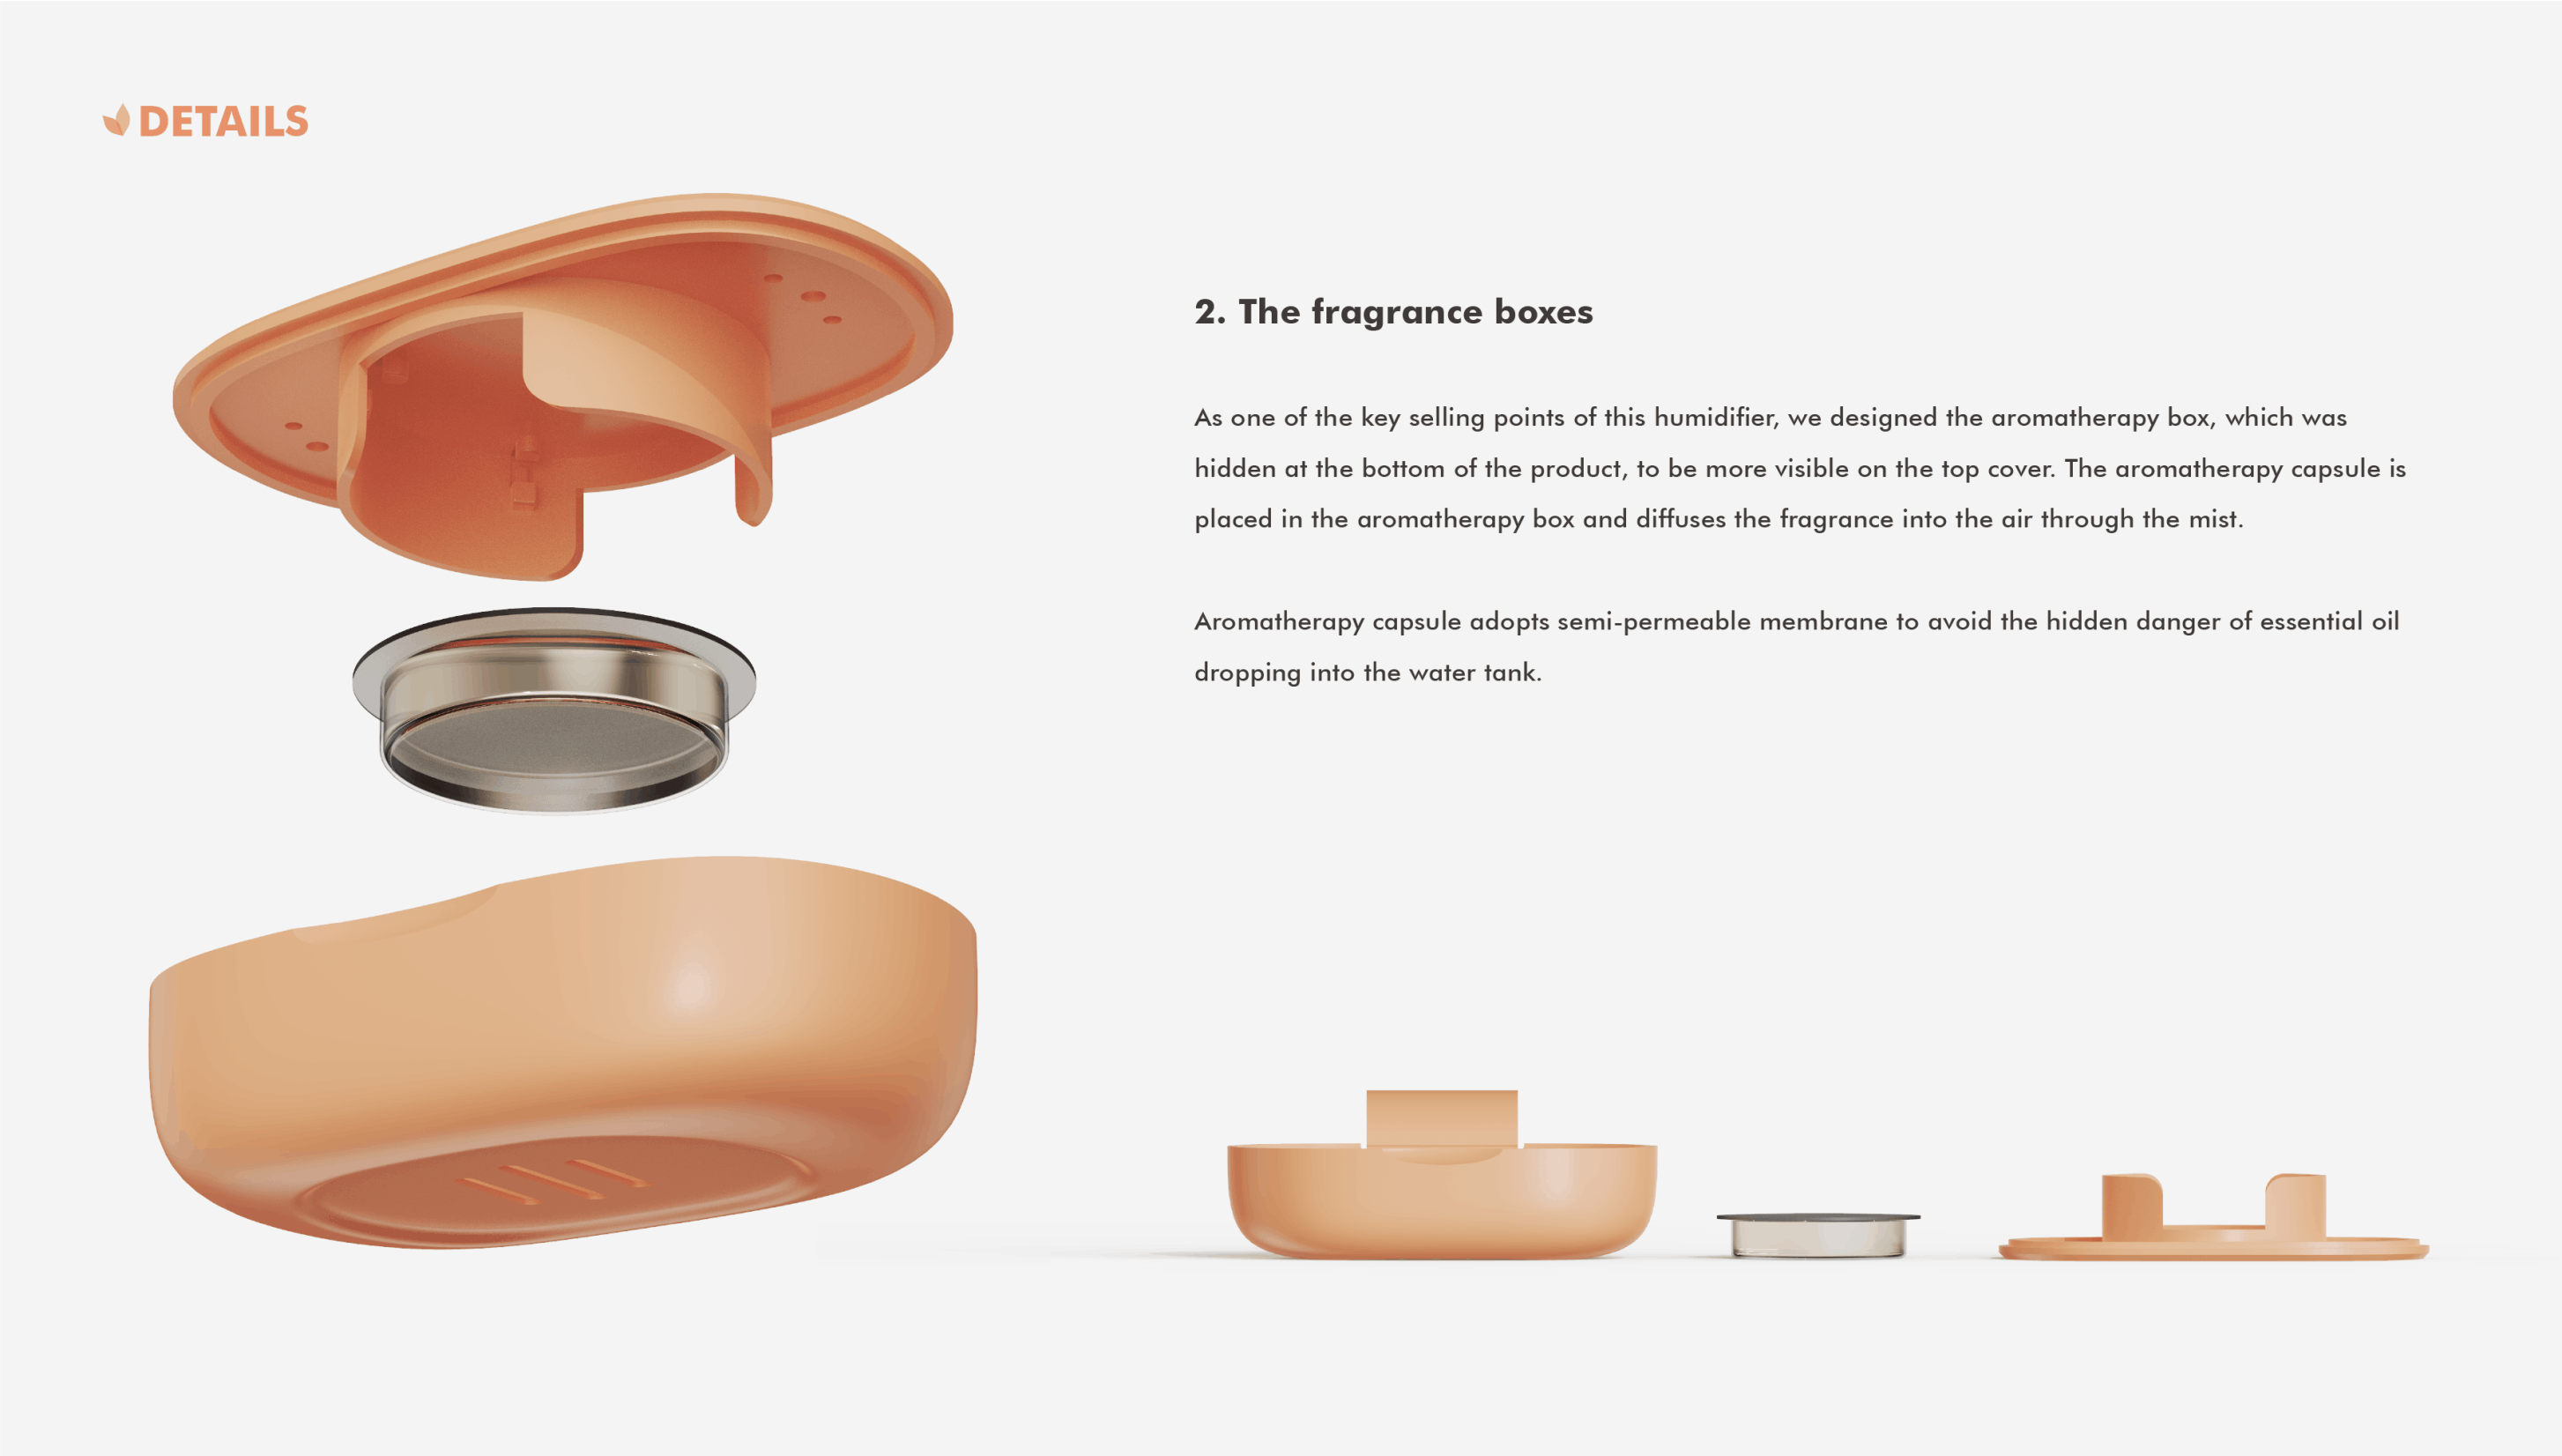 DETAILS
2. The fragrance boxes
As one of the key selling points of this humidifier, we designed the aromatherapy box, which was
hidden at the bottom of the product, to be more visible on the top cover. The aromatherapy capsule is
placed in the aromatherapy box and diffuses the fragrance into the air through the mist.
Aromatherapy capsule adopts semi-permeable membrane to avoid the hidden danger of essential oil
dropping into the water tank.